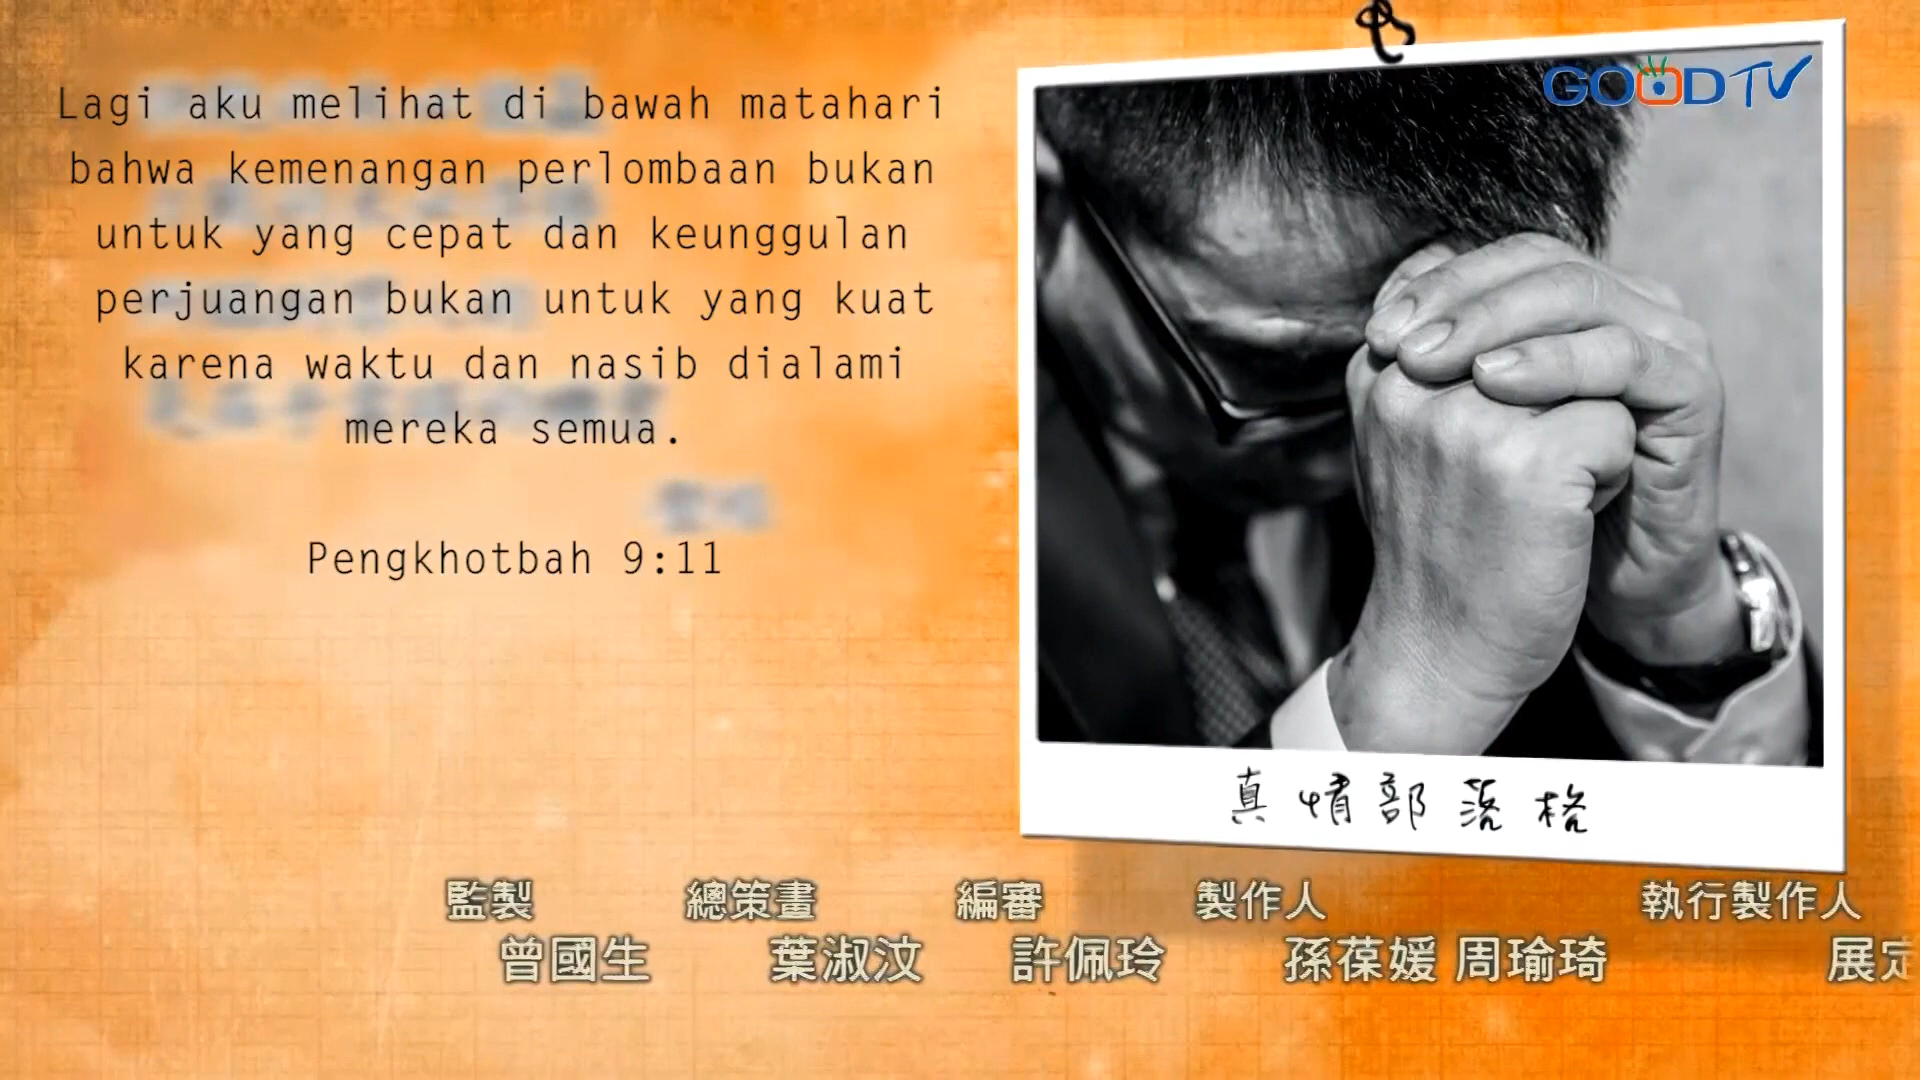 Lagi aku melihat di bawah matahari
bahwa kemenangan perlombaan bukan
untuk yang cepat dan keunggulan
perjuangan bukan untuk yang kuat
karena waktu dan nasib dialami
mereka semua.
Pengkhotbah 9:11
GOODTV
真情部落格
監製 總策畫 編審 製作人 執行製作人
曾國生 葉淑汶 許佩玲 孫葆媛 周瑜琦 展定